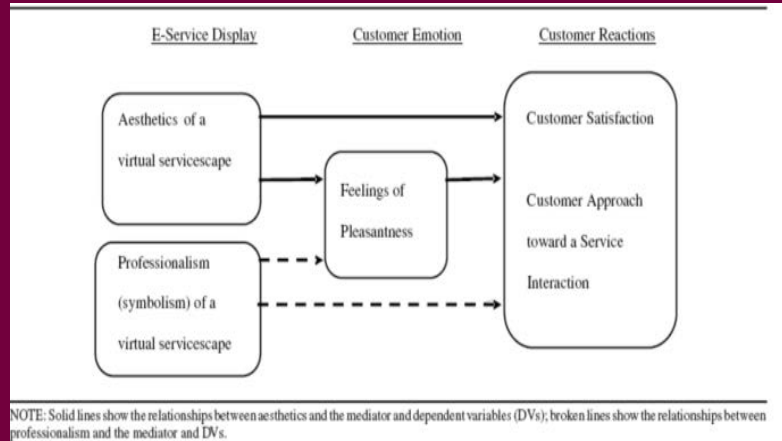 E-Service Display
Customer Emotion
Customer Reactions
Aesthetics of a
virtual servicescape
Feelings of
Pleasantness
Professionalism
(symbolism) of a
virtual servicescape
Customer Satisfaction
Customer Approach
toward a Service
Interaction
NOTE: Solid lines show the relationships between aesthetics and the mediator and dependent variables (DVs); broken lines show the relationships between
professionalism and the mediator and DVs.